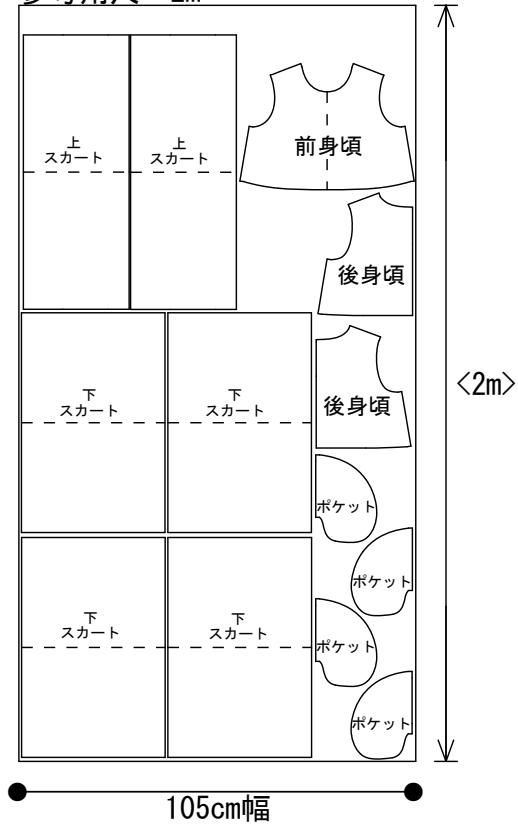 上
スカート
上
スカート
前身頃
後身頃
<2m>
下
スカート
下
スカート
後身頃
ポケット
ポケット
下
スカート
下
スカート
ポケット
ポケット
105cm幅